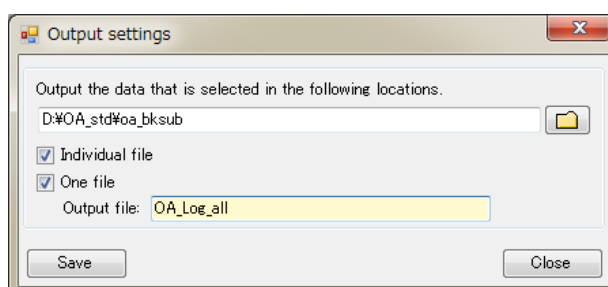 Output settings
Output the data that is selected in the following locations.
D:¥OA_std¥oa_bksub
Individual file
One file
Output file: OA_Log_all
Save Close